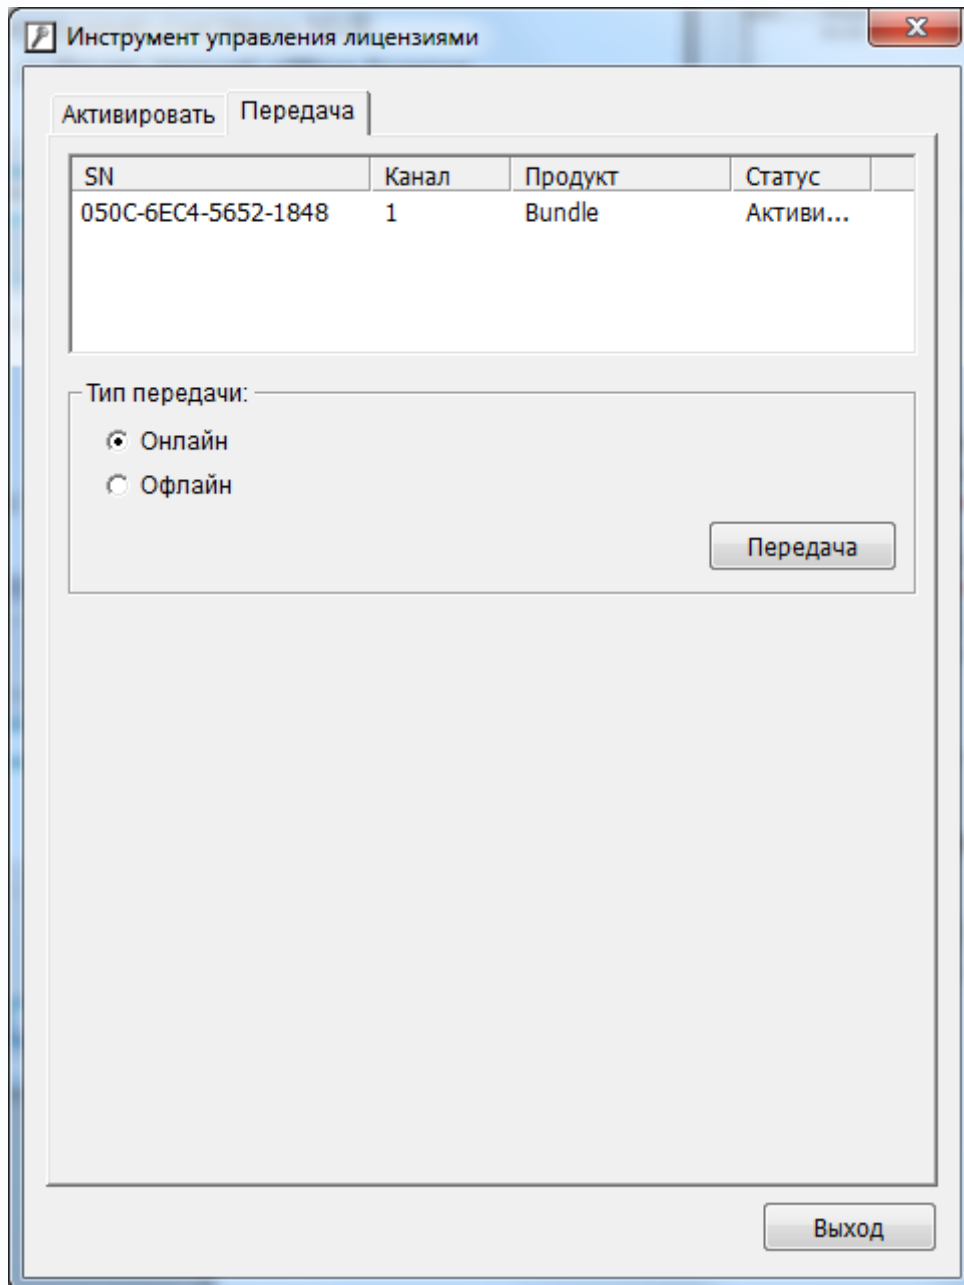 Инструмент управления лицензиями
Активировать Передача
SN Канал Продукт Статус
050C-6EC4-5652-1848 1 Bundle Активи...
Тип передачи:
Онлайн
Офлайн
Передача
Выход